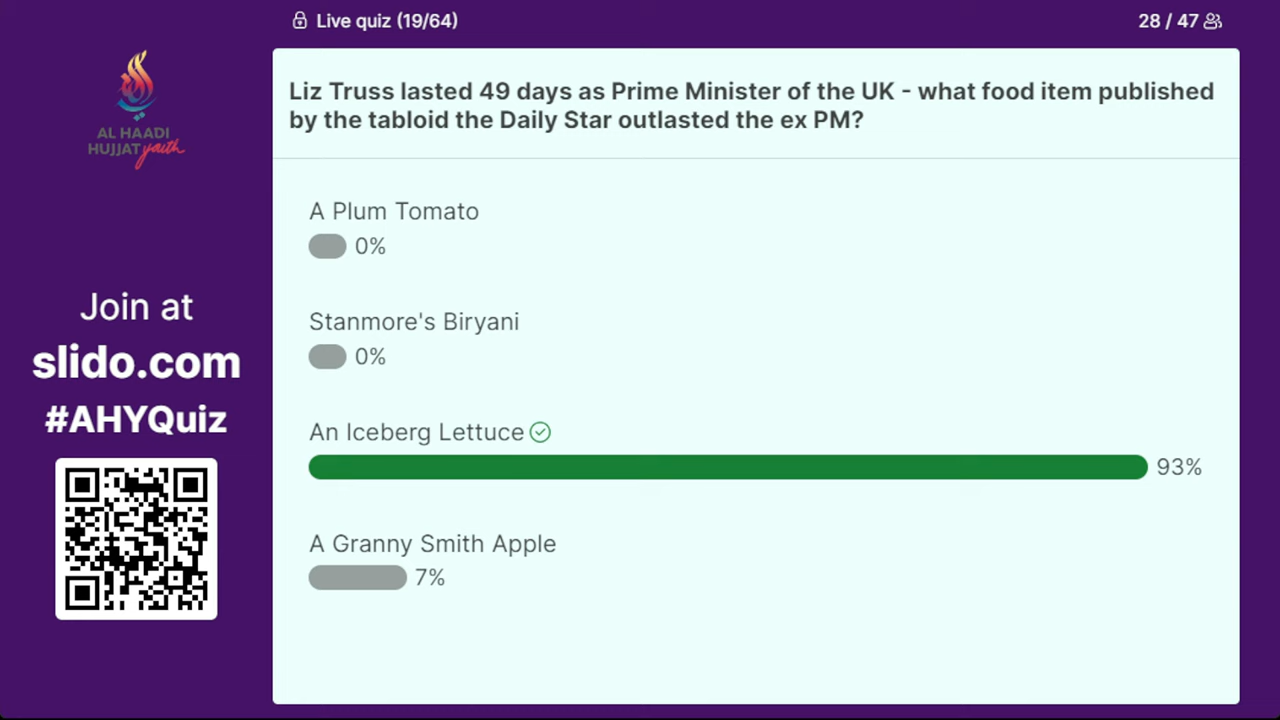 Live quiz (19/64)
28 / 47
AL HAADI
HUJJAT youth
Join at
slido.com
#AHYQuiz
Liz Truss lasted 49 days as Prime Minister of the UK - what food item published
by the tabloid the Daily Star outlasted the ex PM?
A Plum Tomato
0%
Stanmore's Biryani
0%
An Iceberg Lettuce
93%
A Granny Smith Apple
7%